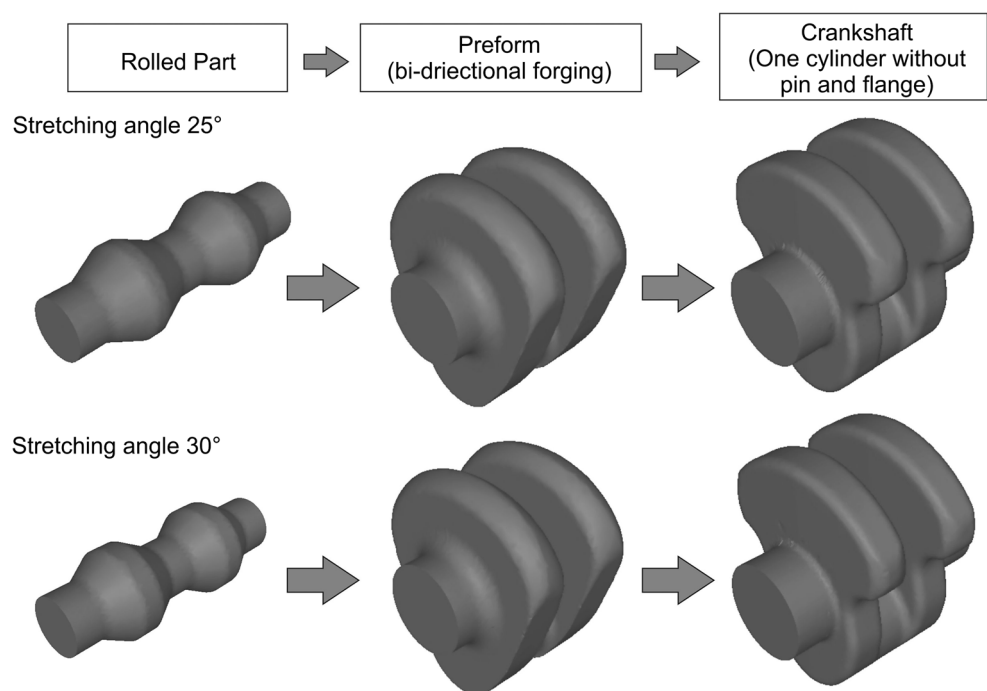 Rolled Part
Preform
(bi-driectional forging)
Crankshaft
(One cylinder without
pin and flange)
Stretching angle 25°
Stretching angle 30°